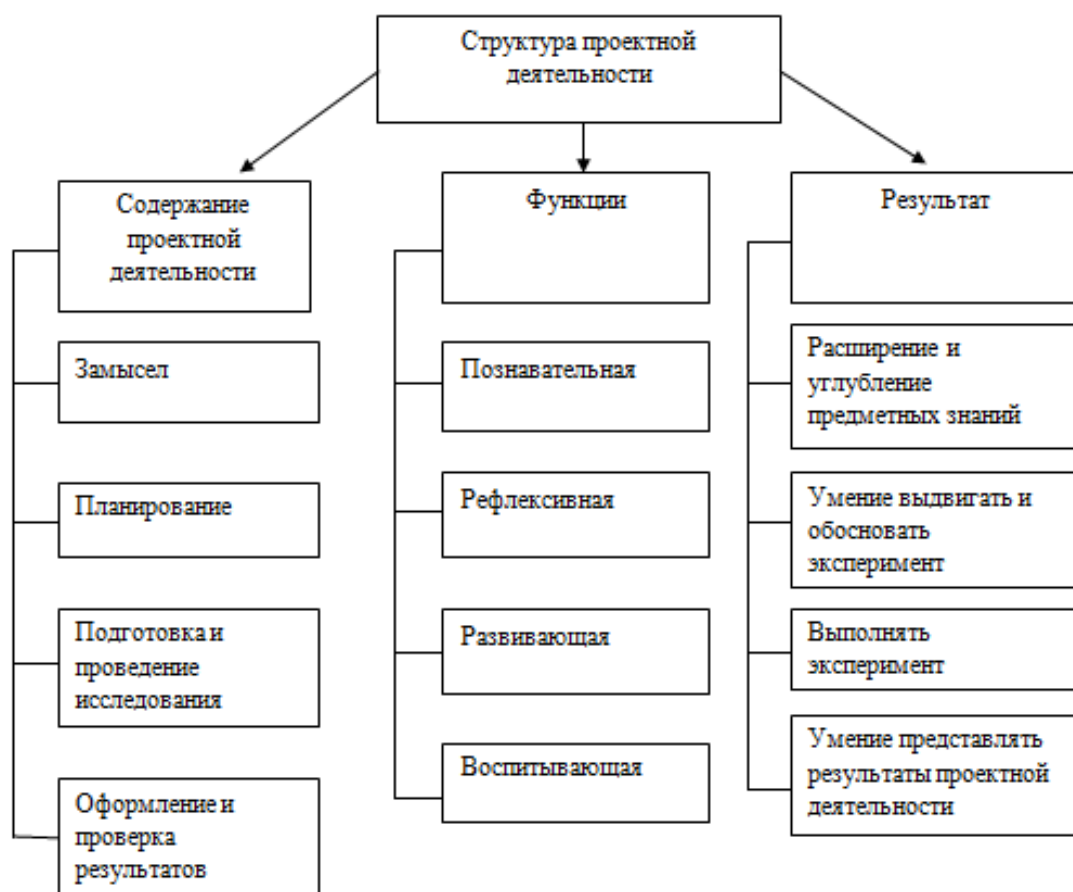 Структура проектной
деятельности
Содержание
проектной
деятельности
Замысел
Планирование
Подготовка и
проведение
исследования
Оформление и
проверка
результатов
Функции
Познавательная
Рефлексивная
Развивающая
Воспитывающая
Результат
Расширение и
углубление
предметных знаний
Умение выдвигать и
обосновать
эксперимент
Выполнять
эксперимент
Умение представлять
результаты проектной
деятельности